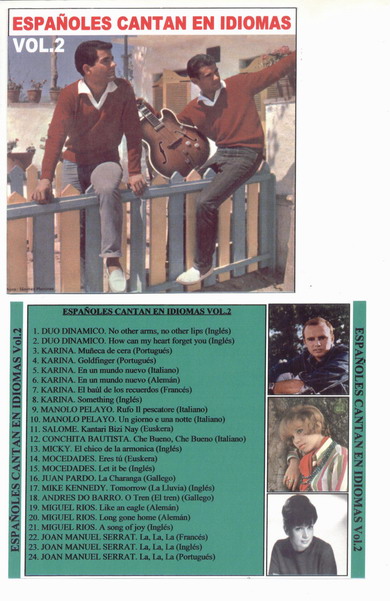 ESPAÑOLES CANTAN EN IDIOMAS
VOL.2
ESPAÑOLES CANTAN EN IDIOMAS Vol.2
ESPAÑOLES CANTAN EN IDIOMAS VOL.2
1. DUO DINAMICO. No other arms, no other lips (Inglés)
2. DUO DINAMICO. How can my heart forget you (Inglés)
3. KARINA. Muñeca de cera (Portugués)
4. KARINA. Goldfinger (Portugués)
5. KARINA. En un mundo nuevo (Italiano)
6. KARINA. En un mundo nuevo (Alemán)
7. KARINA. El baúl de los recuerdos (Francés)
8. KARINA. Something (Inglés)
9. MANOLO PELAYO. Rufo Il pescatore (Italiano)
10. MANOLO PELAYO. Un giorno e una notte (Italiano)
11. SALOME. Kantari Bizi Nay (Euskera)
12. CONCHITA BAUTISTA. Che Bueno, Che Bueno (Italiano)
13. MICKY. El chico de la armonica (Inglés)
14. MOCEDADES. Eres tú (Euskera)
15. MOCEDADES. Let it be (Inglés)
16. JUAN PARDO. La Charanga (Gallego)
17. MIKE KENNEDY. Tomorrow (La Lluvia) (Inglés)
18. ANDRES DO BARRO. O Tren (El tren) (Gallego)
19. MIGUEL RIOS. Like an eagle (Alemán)
20. MIGUEL RIOS. Long gone home (Alemán)
21. MIGUEL RIOS. A song of joy (Inglés)
22. JOAN MANUEL SERRAT. La, La, La (Francés)
23. JOAN MANUEL SERRAT. La, La, La (Inglés)
24. JOAN MANUEL SERRAT. La, La, La (Portugués)
ESPAÑOLES CANTAN EN IDIOMAS Vol.2